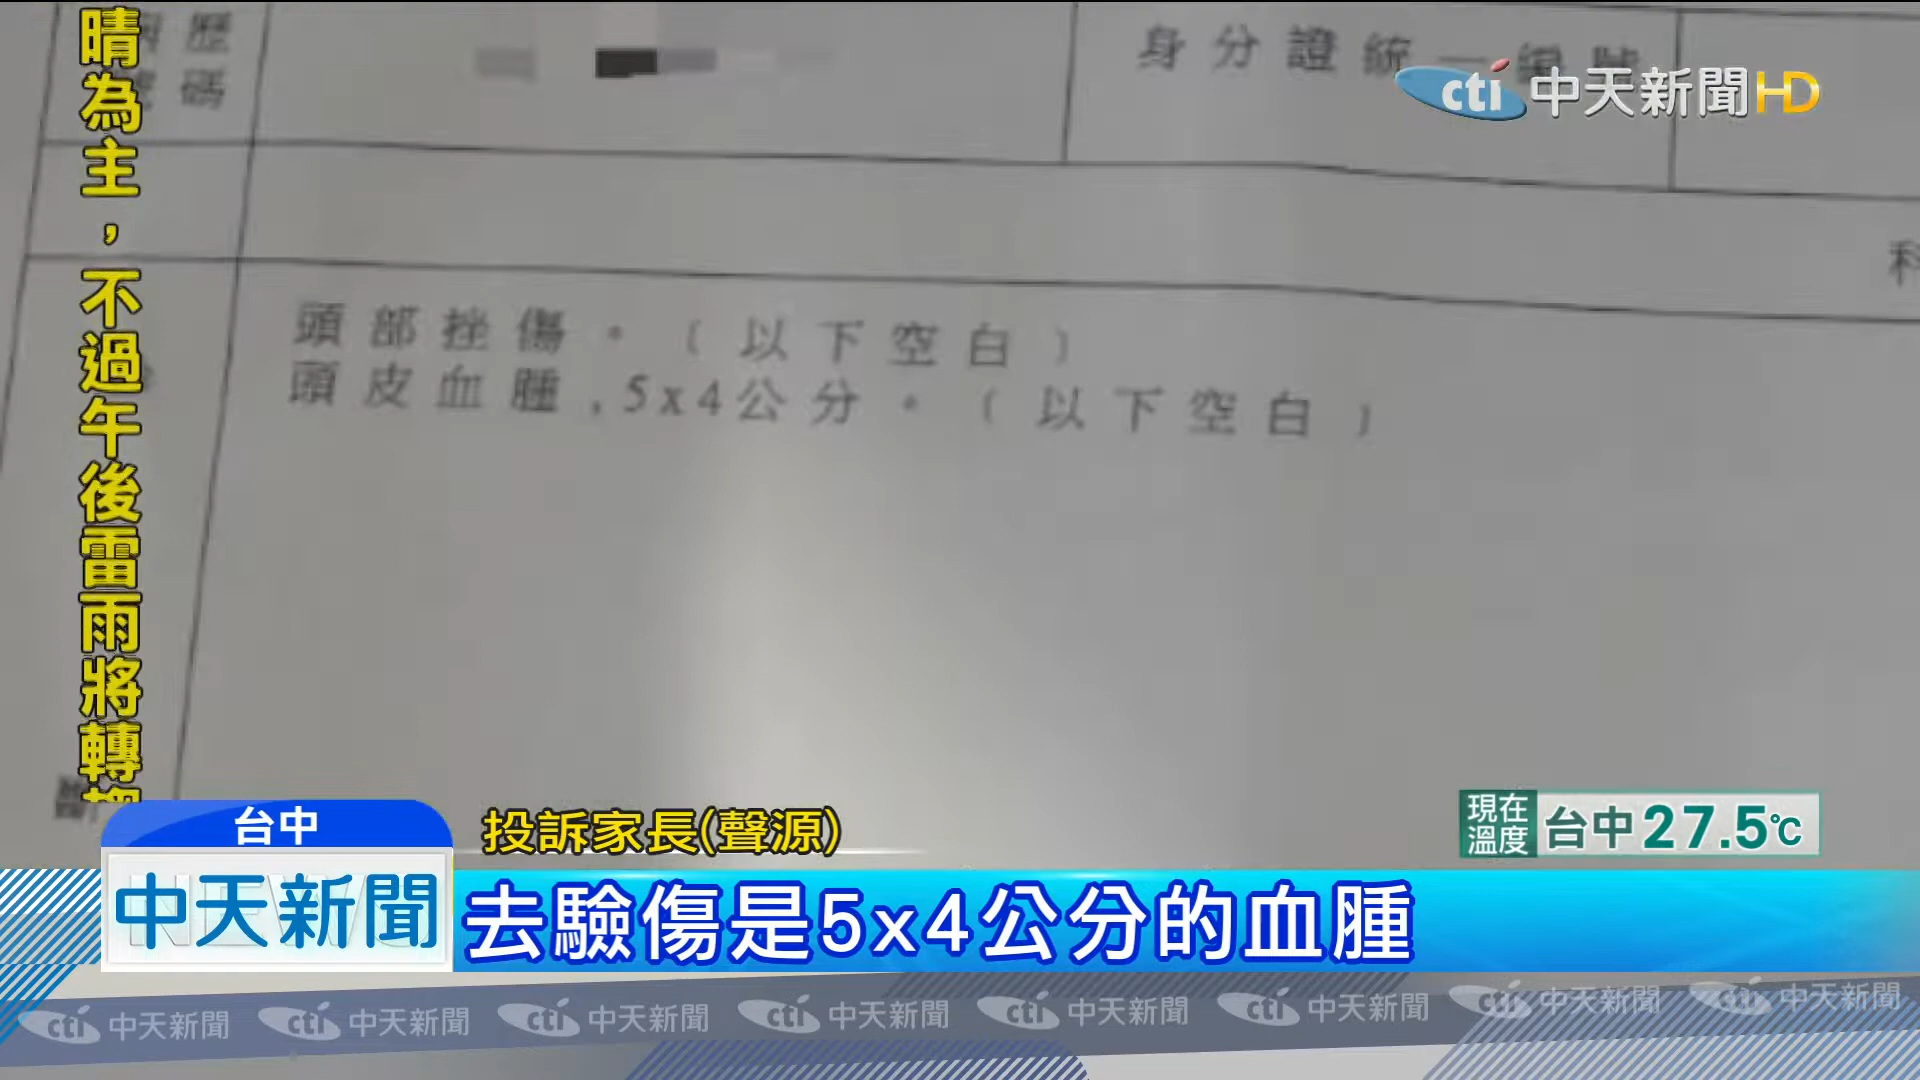 晴為主，不過午後雷雨將轉
歷
碼
身分證統一編號
cti 中天新聞HD
頭部挫傷。(以下空白)
頭皮血腫,5x4公分。(以下空白)
台中
中天新聞
投訴家長(聲源)
現在溫度
台中27.5℃
去驗傷是5x4公分的血腫
cti 中天新聞 cti 中天新聞 cti 中天新聞 cti 中天新聞 cti 中天新聞 cti 中天新聞 cti 中天新聞 cti 中天新聞